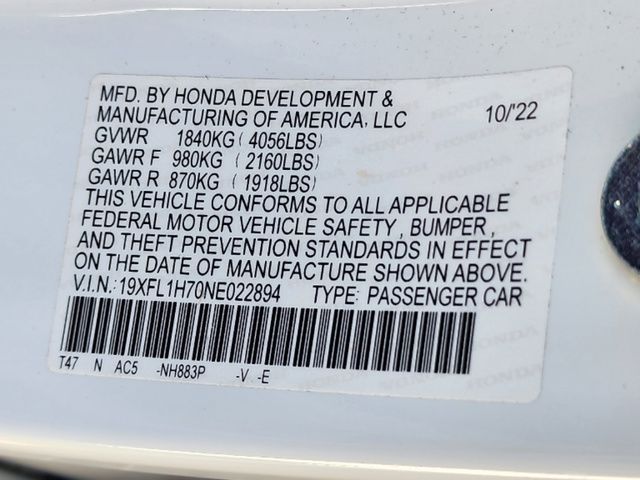 MFD. BY HONDA DEVELOPMENT &
MANUFACTURING OF AMERICA, LLC 10/'22
GVWR 1840KG ( 4056LBS)
GAWR F 980KG ( 2160LBS)
GAWR R 870KG ( 1918LBS)
THIS VEHICLE CONFORMS TO ALL APPLICABLE
FEDERAL MOTOR VEHICLE SAFETY, BUMPER,
AND THEFT PREVENTION STANDARDS IN EFFECT
ON THE DATE OF MANUFACTURE SHOWN ABOVE.
V.I.N.:19XFL1H70NE022894 TYPE: PASSENGER CAR
T47 N AC5 -NH883P -V -E